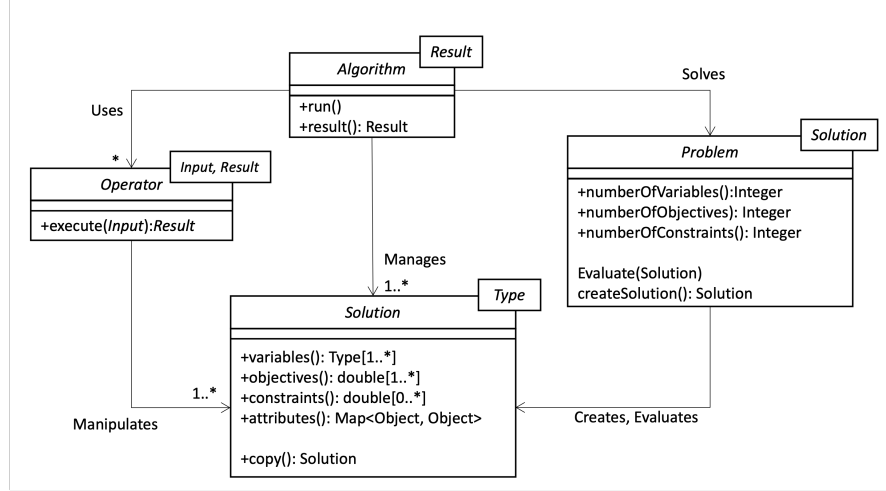 Result
Algorithm
+run()
+result(): Result
Uses
*
Solves
Input, Result
Operator
+execute(Input):Result
Solution
Problem
+numberOfVariables():Integer
+numberOfObjectives): Integer
+numberOfConstraints(): Integer
Evaluate(Solution)
createSolution(): Solution
Manages
1..*
Type
Solution
+variables(): Type[1..*]
+objectives(): double[1..*]
+constraints(): double[0..*]
+attributes(): Map<Object, Object>
+copy(): Solution
1..*
Manipulates
Creates, Evaluates